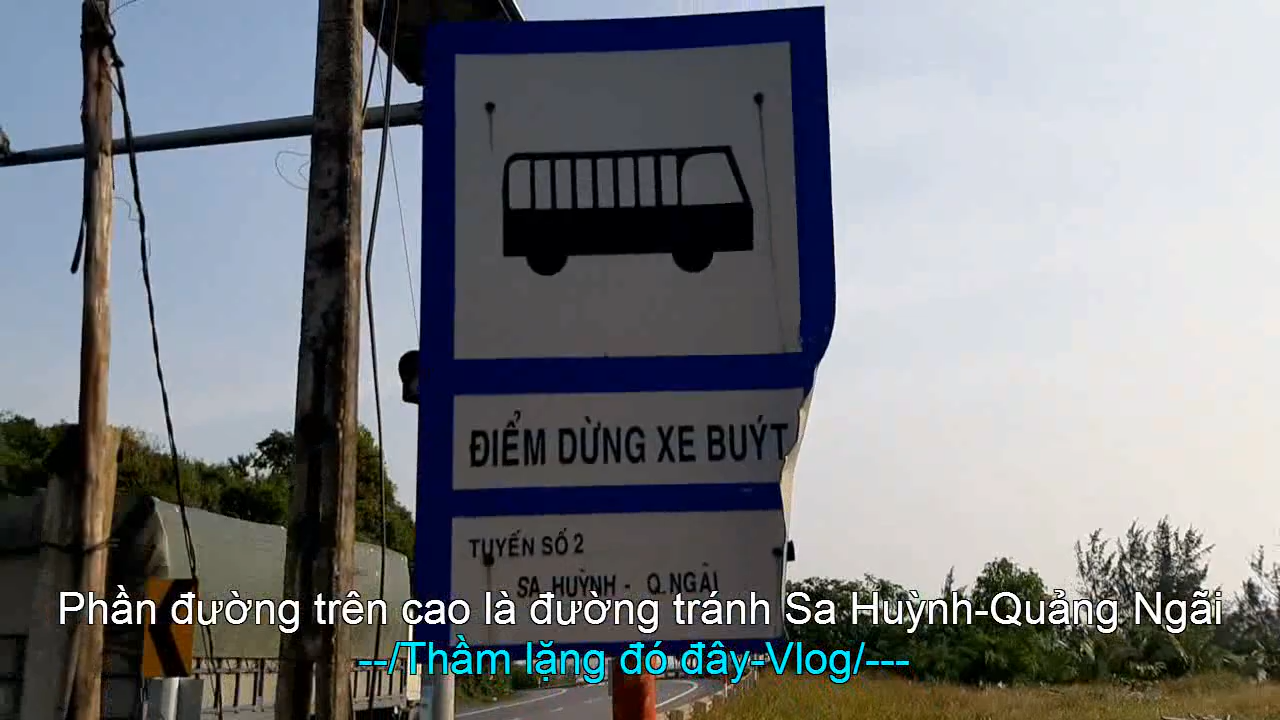 ĐIỂM DỪNG XE BUÝT
TUYẾN SỐ 2
SA HUỲNH - Q.NGÃI
Phần đường trên cao là đường tránh Sa Huỳnh-Quảng Ngãi
--/Thầm lặng đó đây-Vlog/---